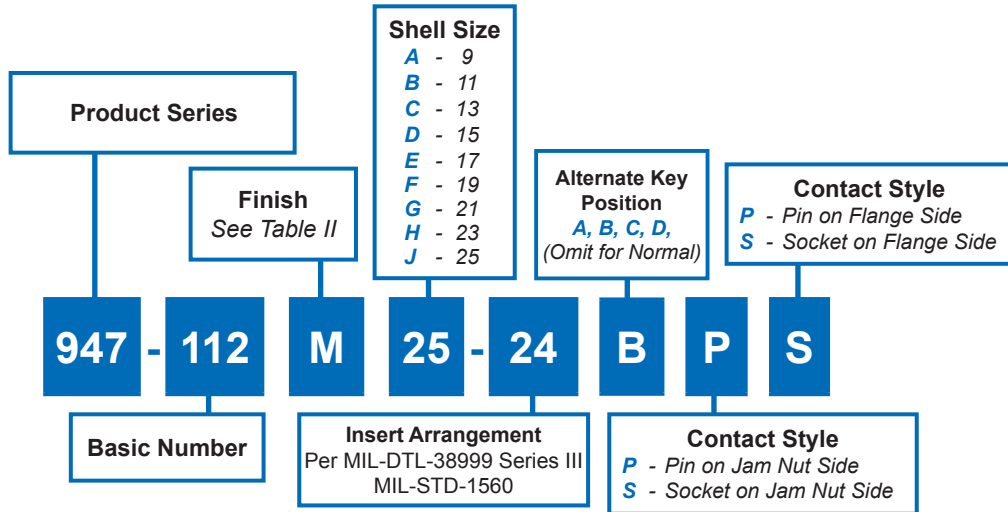 Product Series
Finish
See Table II
Shell Size
A - 9
B - 11
C - 13
D - 15
E - 17
F - 19
G - 21
H - 23
J - 25
Alternate Key
Position
A, B, C, D,
(Omit for Normal)
Contact Style
P - Pin on Flange Side
S - Socket on Flange Side
947 - 112 M 25 - 24 B P S
Basic Number
Insert Arrangement
Per MIL-DTL-38999 Series III
MIL-STD-1560
Contact Style
P - Pin on Jam Nut Side
S - Socket on Jam Nut Side